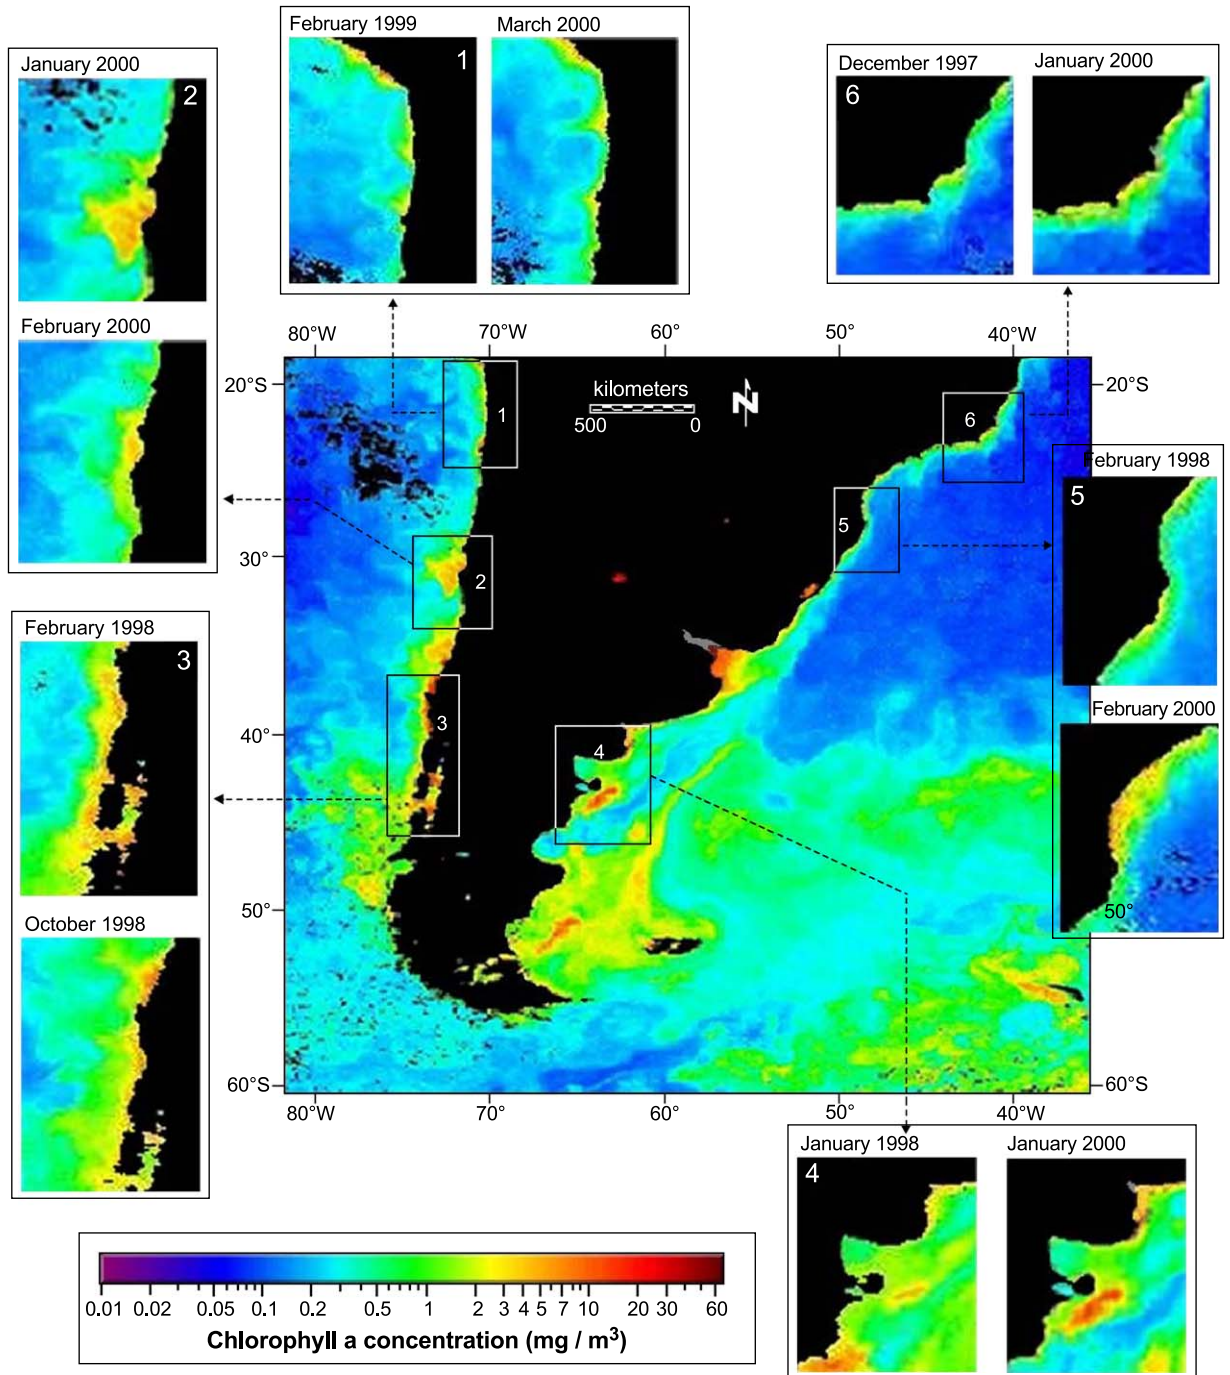 February 1999
March 2000
1
January 2000
2
December 1997
January 2000
6
February 2000
80°W
70°W
60°
50°
40°W
20°S
kilometers
500
0
N
20°S
1
6
February 1998
5
5
30°
2
February 1998
3
3
40°
4
February 2000
October 1998
50°
50°
60°S
60°S
80°W
70°W
60°
50°
40°W
January 1998
January 2000
4
0.01 0.02 0.05 0.1 0.2 0.5 1 2 3 4 5 7 10 20 30 60
Chlorophyll a concentration (mg / m³)